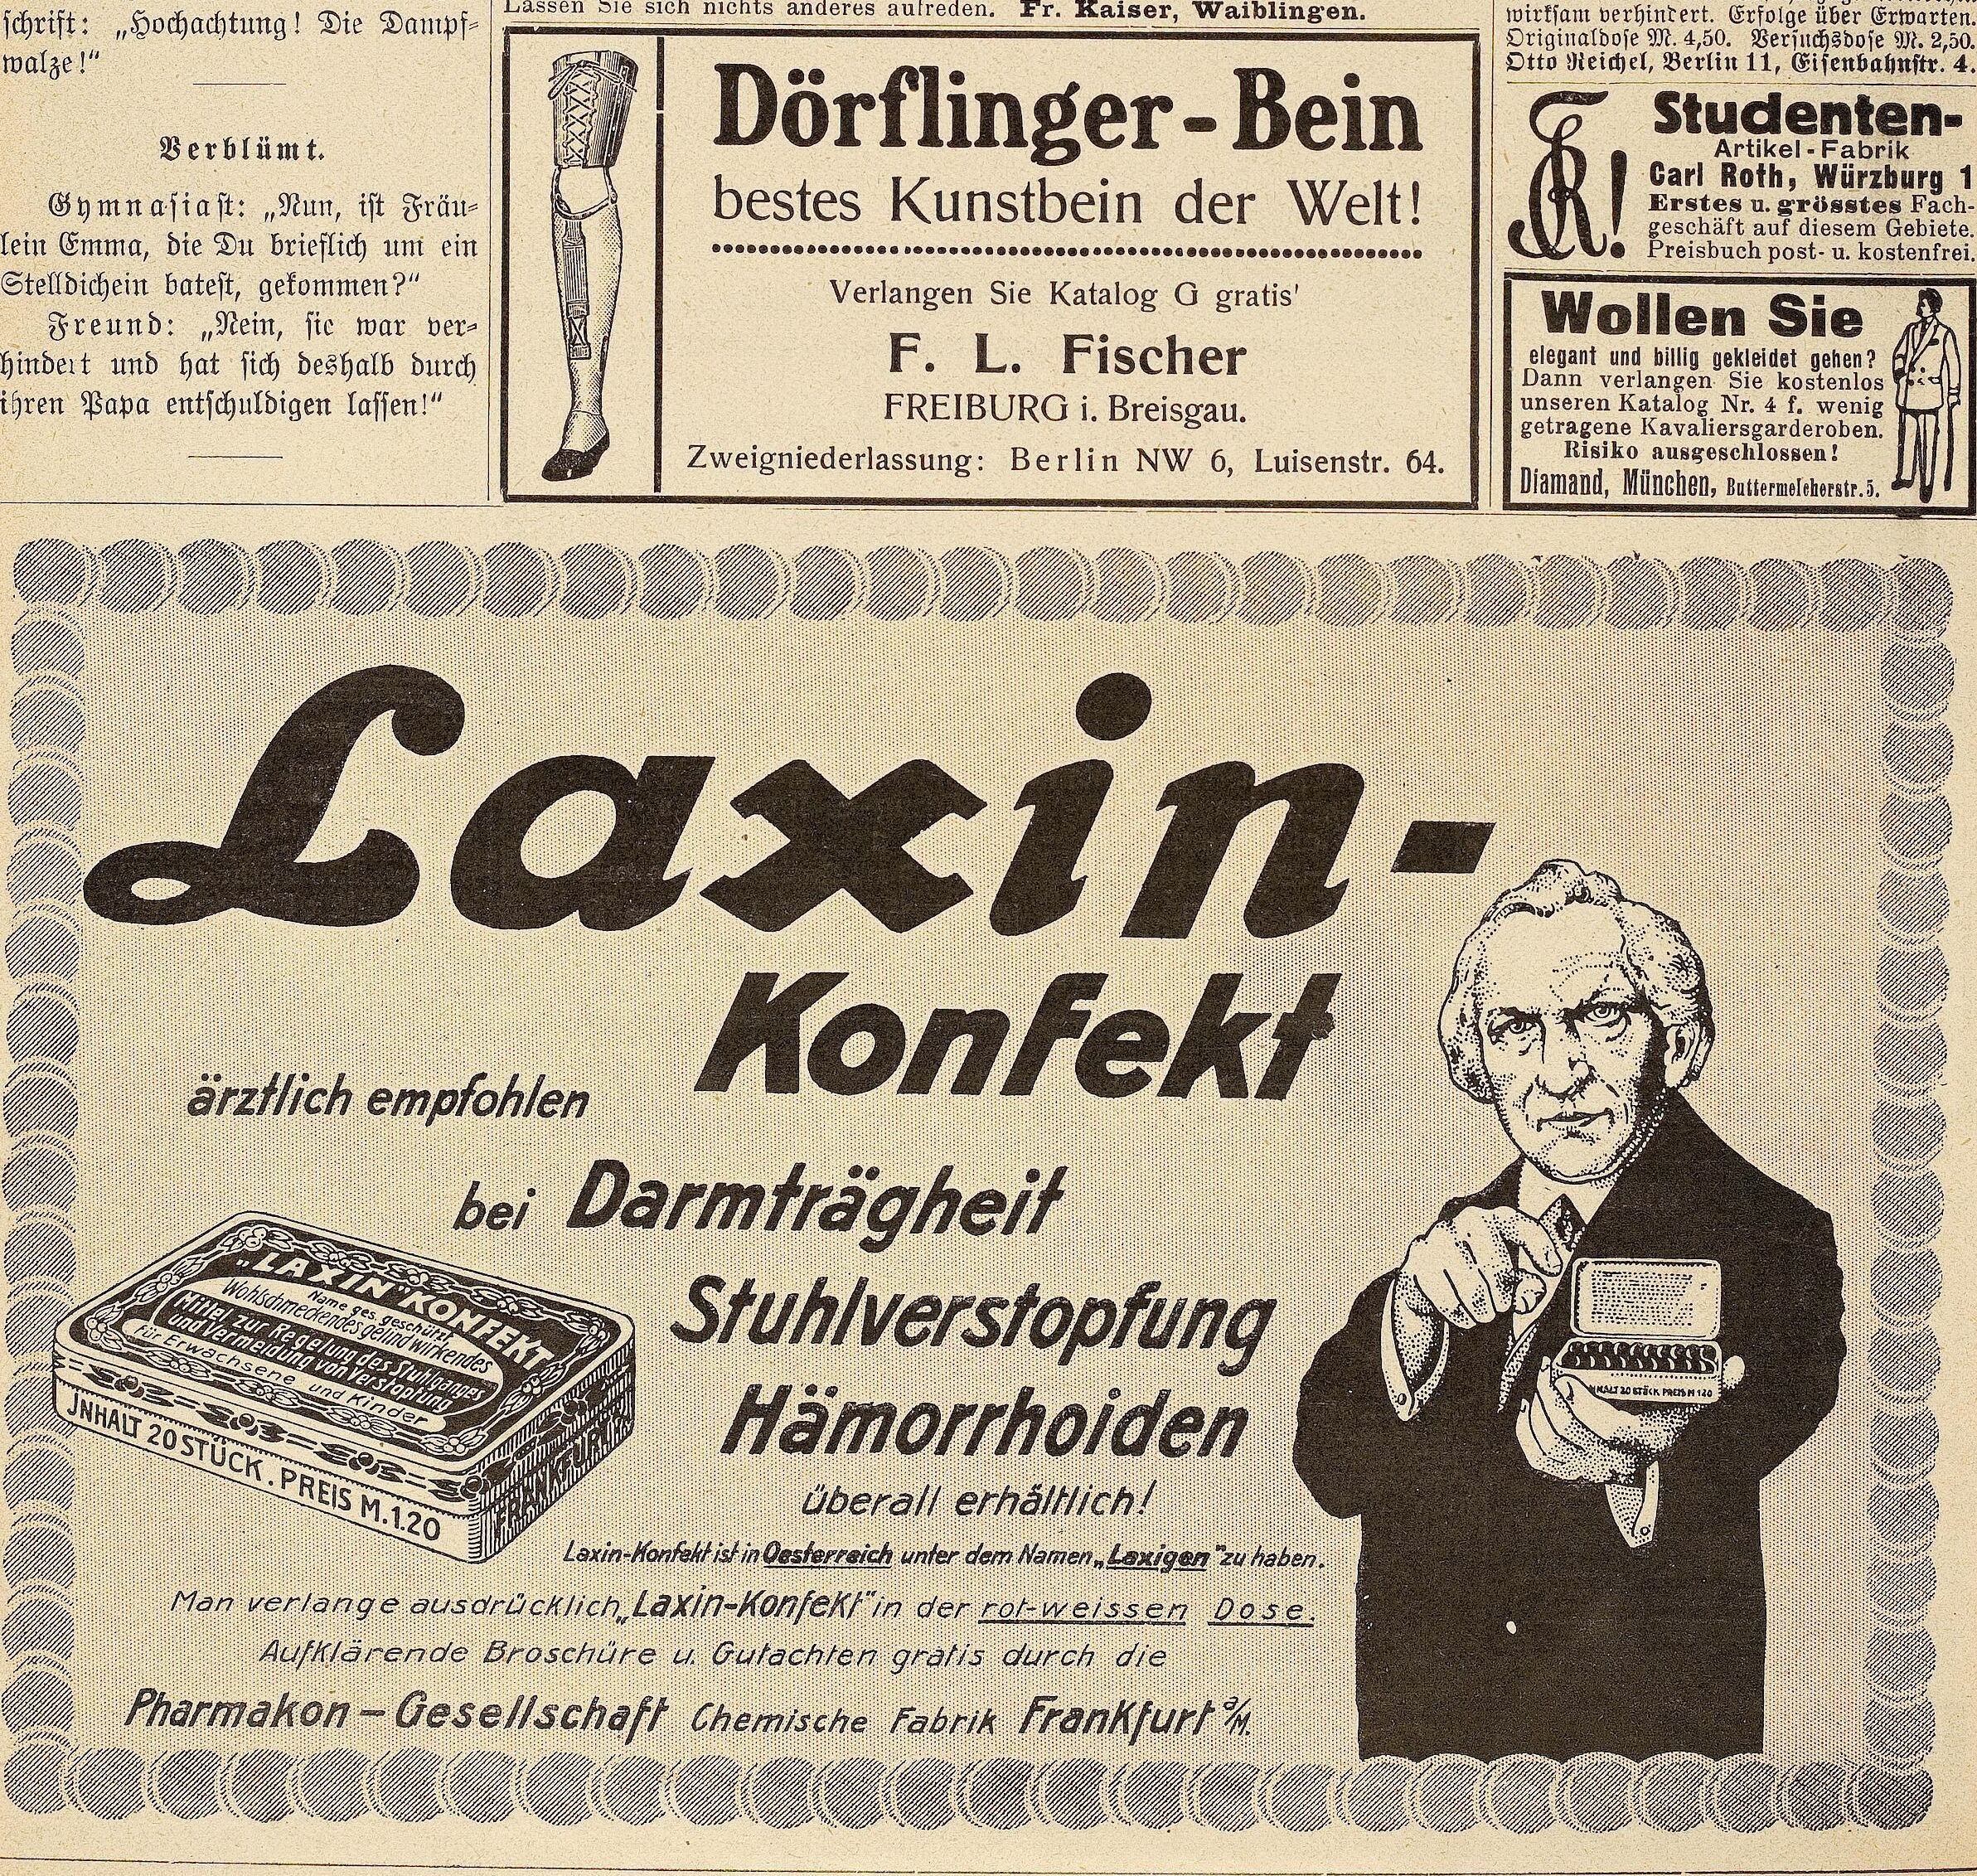 schrift: „Hochachtung! Die Dampf-
walze!“
Verblümt.
Gymnasiast: „Nun, ist Fräu-
lein Emma, die Du brieflich um ein
Stelldichein batest, gekommen?“
Freund: „Nein, sie war ver-
hindert und hat sich deshalb durch
ihren Papa entschuldigen lassen!“
Lassen Sie sich nichts anderes aufreden. Fr. Kaiser, Waiblingen.
Dörflinger-Bein
bestes Kunstbein der Welt!
Verlangen Sie Katalog G gratis'
F. L. Fischer
FREIBURG i. Breisgau.
Zweigniederlassung: Berlin NW 6, Luisenstr. 64.
wirksam verhindert. Erfolge über Erwarten.
Originaldose M. 4,50. Versuchsdose M. 2,50.
Otto Reichel, Berlin 11, Eisenbahnstr. 4.
Studenten-
Artikel-Fabrik
Carl Roth, Würzburg 1
Erstes u. grösstes Fach-
geschäft auf diesem Gebiete.
Preisbuch post- u. kostenfrei.
Wollen Sie
elegant und billig gekleidet gehen?
Dann verlangen Sie kostenlos
unseren Katalog Nr. 4 f. wenig
getragene Kavaliersgarderoben.
Risiko ausgeschlossen!
Diamand, München, Buttermelcherstr. 5.
Laxin-
Konfekt
ärztlich empfohlen
bei Darmträgheit
Stuhlverstopfung
Hämorrhoiden
überall erhältlich!
„LAXIN“ KONFEKT
Name ges. geschützt.
Wohlschmeckendes gelind wirkendes
Mittel zur Regelung des Stuhlganges
und Vermeidung von Verstopfung
für Erwachsene und Kinder
JNHALT 20 STÜCK. PREIS M.1.20
FRANKFURT
JNHALT 20 STÜCK PREIS M 1.20
Laxin-Konfekt ist in Oesterreich unter dem Namen „Laxigen“ zu haben.
Man verlange ausdrücklich „Laxin-Konfekt“ in der rot-weissen Dose.
Aufklärende Broschüre u. Gutachten gratis durch die
Pharmakon-Gesellschaft Chemische Fabrik Frankfurt a/M.